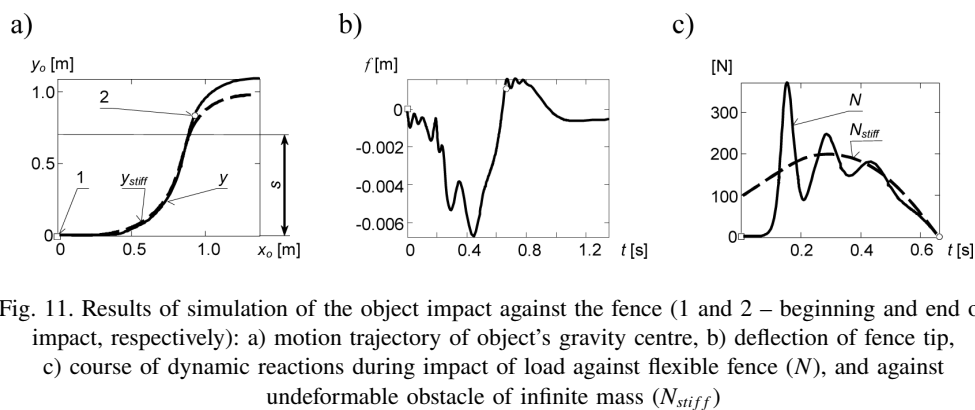 a)
b)
c)
y_o [m]
1.0
2
0.5
1
y_stiff
y
s
0
0
0.5
1.0
x_o [m]
f [m]
0
-0.002
-0.004
-0.006
0
0.4
0.8
1.2
t [s]
[N]
300
200
100
0
N
N_stiff
0.2
0.4
t [s]
Fig. 11. Results of simulation of the object impact against the fence (1 and 2 – beginning and end o
impact, respectively): a) motion trajectory of object's gravity centre, b) deflection of fence tip,
c) course of dynamic reactions during impact of load against flexible fence (N), and against
undeformable obstacle of infinite mass (N_stiff)